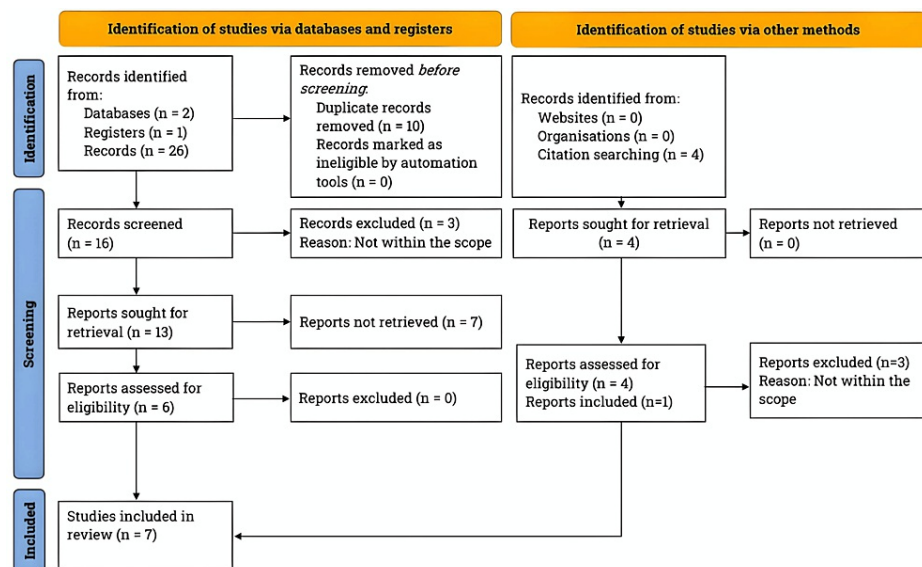 Identification of studies via databases and registers
Identification of studies via other methods
Identification
Records identified
from:
Databases (n = 2)
Registers (n = 1)
Records (n = 26)
Records removed before
screening:
Duplicate records
removed (n = 10)
Records marked as
ineligible by automation
tools (n = 0)
Records identified from:
Websites (n = 0)
Organisations (n = 0)
Citation searching (n = 4)
Screening
Records screened
(n = 16)
Records excluded (n = 3)
Reason: Not within the scope
Reports sought for retrieval
(n = 4)
Reports not retrieved
(n = 0)
Reports sought for
retrieval (n = 13)
Reports not retrieved (n = 7)
Reports assessed for
eligibility (n = 6)
Reports excluded (n = 0)
Reports assessed for
eligibility (n = 4)
Reports included (n=1)
Reports excluded (n=3)
Reason: Not within the
scope
Included
Studies included in
review (n = 7)